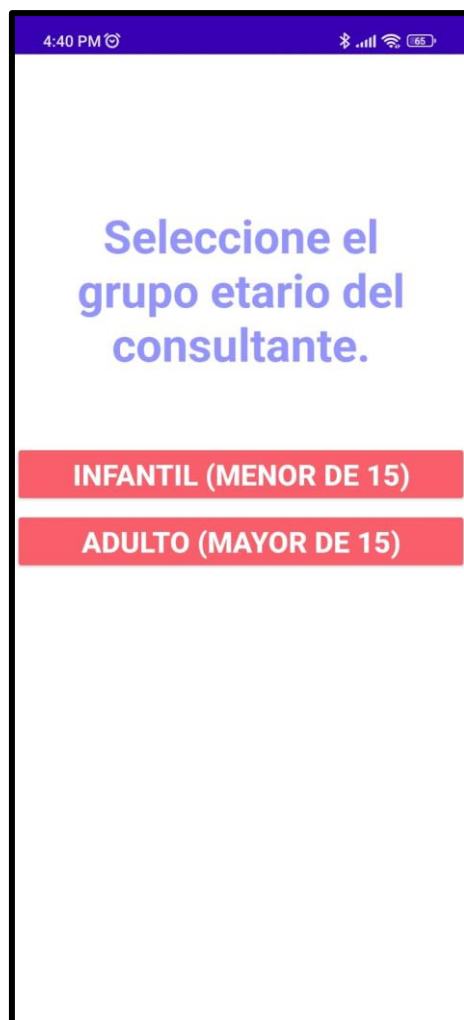 4:40 PM 65
Seleccione el
grupo etario del
consultante.
INFANTIL (MENOR DE 15)
ADULTO (MAYOR DE 15)